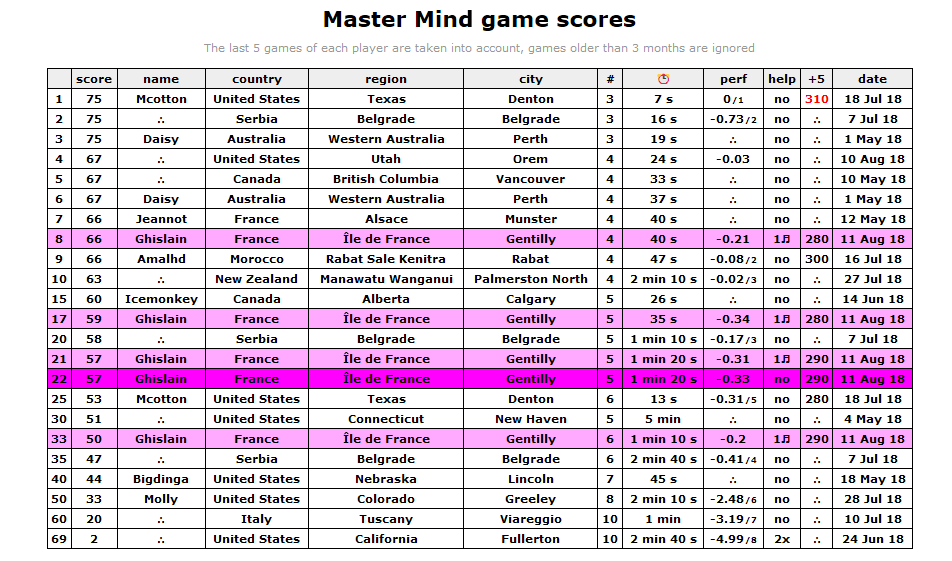 Master Mind game scores
The last 5 games of each player are taken into account, games older than 3 months are ignored
score name country region city # ⏰ perf help +5 date
1 75 Mcotton United States Texas Denton 3 7 s 0/1 no 310 18 Jul 18
2 75 ∴ Serbia Belgrade Belgrade 3 16 s -0.73/2 no ∴ 7 Jul 18
3 75 Daisy Australia Western Australia Perth 3 19 s ∴ no ∴ 1 May 18
4 67 ∴ United States Utah Orem 4 24 s -0.03 no ∴ 10 Aug 18
5 67 ∴ Canada British Columbia Vancouver 4 33 s ∴ no ∴ 10 May 18
6 67 Daisy Australia Western Australia Perth 4 37 s ∴ no ∴ 1 May 18
7 66 Jeannot France Alsace Munster 4 40 s ∴ no ∴ 12 May 18
8 66 Ghislain France Île de France Gentilly 4 40 s -0.21 1♬ 280 11 Aug 18
9 66 Amalhd Morocco Rabat Sale Kenitra Rabat 4 47 s -0.08/2 no 300 16 Jul 18
10 63 ∴ New Zealand Manawatu Wanganui Palmerston North 4 2 min 10 s -0.02/3 no ∴ 27 Jul 18
15 60 Icemonkey Canada Alberta Calgary 5 26 s ∴ no ∴ 14 Jun 18
17 59 Ghislain France Île de France Gentilly 5 35 s -0.34 1♬ 280 11 Aug 18
20 58 ∴ Serbia Belgrade Belgrade 5 1 min 10 s -0.17/3 no ∴ 7 Jul 18
21 57 Ghislain France Île de France Gentilly 5 1 min 20 s -0.31 1♬ 290 11 Aug 18
22 57 Ghislain France Île de France Gentilly 5 1 min 20 s -0.33 no 290 11 Aug 18
25 53 Mcotton United States Texas Denton 6 13 s -0.31/5 no 280 18 Jul 18
30 51 ∴ United States Connecticut New Haven 5 5 min ∴ no ∴ 4 May 18
33 50 Ghislain France Île de France Gentilly 6 1 min 10 s -0.2 1♬ 290 11 Aug 18
35 47 ∴ Serbia Belgrade Belgrade 6 2 min 40 s -0.41/4 no ∴ 7 Jul 18
40 44 Bigdinga United States Nebraska Lincoln 7 45 s ∴ no ∴ 18 May 18
50 33 Molly United States Colorado Greeley 8 2 min 10 s -2.48/6 no ∴ 28 Jul 18
60 20 ∴ Italy Tuscany Viareggio 10 1 min -3.19/7 no ∴ 10 Jul 18
69 2 ∴ United States California Fullerton 10 2 min 40 s -4.99/8 2x ∴ 24 Jun 18